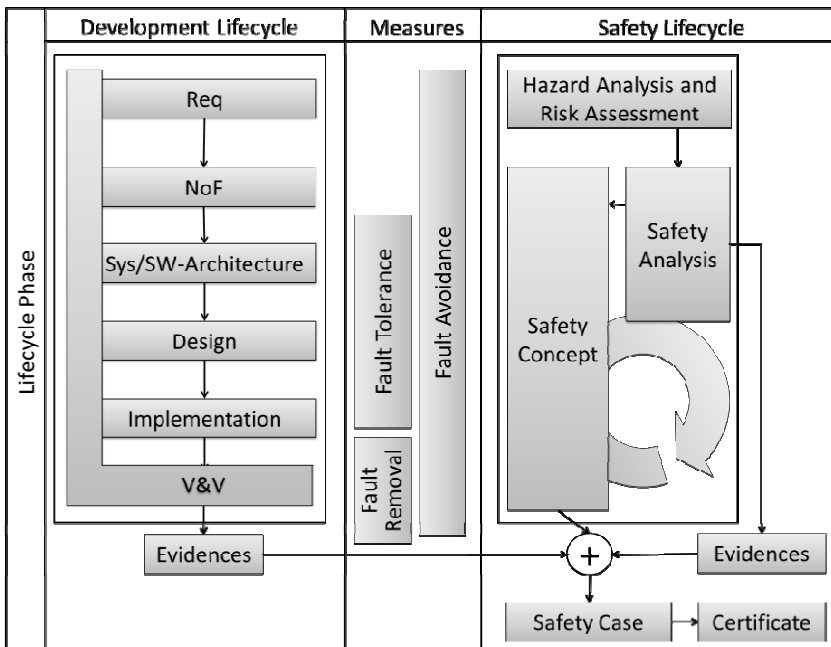 Development Lifecycle
Measures
Safety Lifecycle
Lifecycle Phase
Req
NoF
Sys/SW-Architecture
Design
Implementation
V&V
Evidences
Fault Tolerance
Fault
Removal
Fault Avoidance
Hazard Analysis and
Risk Assessment
Safety
Analysis
Safety
Concept
+
Evidences
Safety Case
Certificate